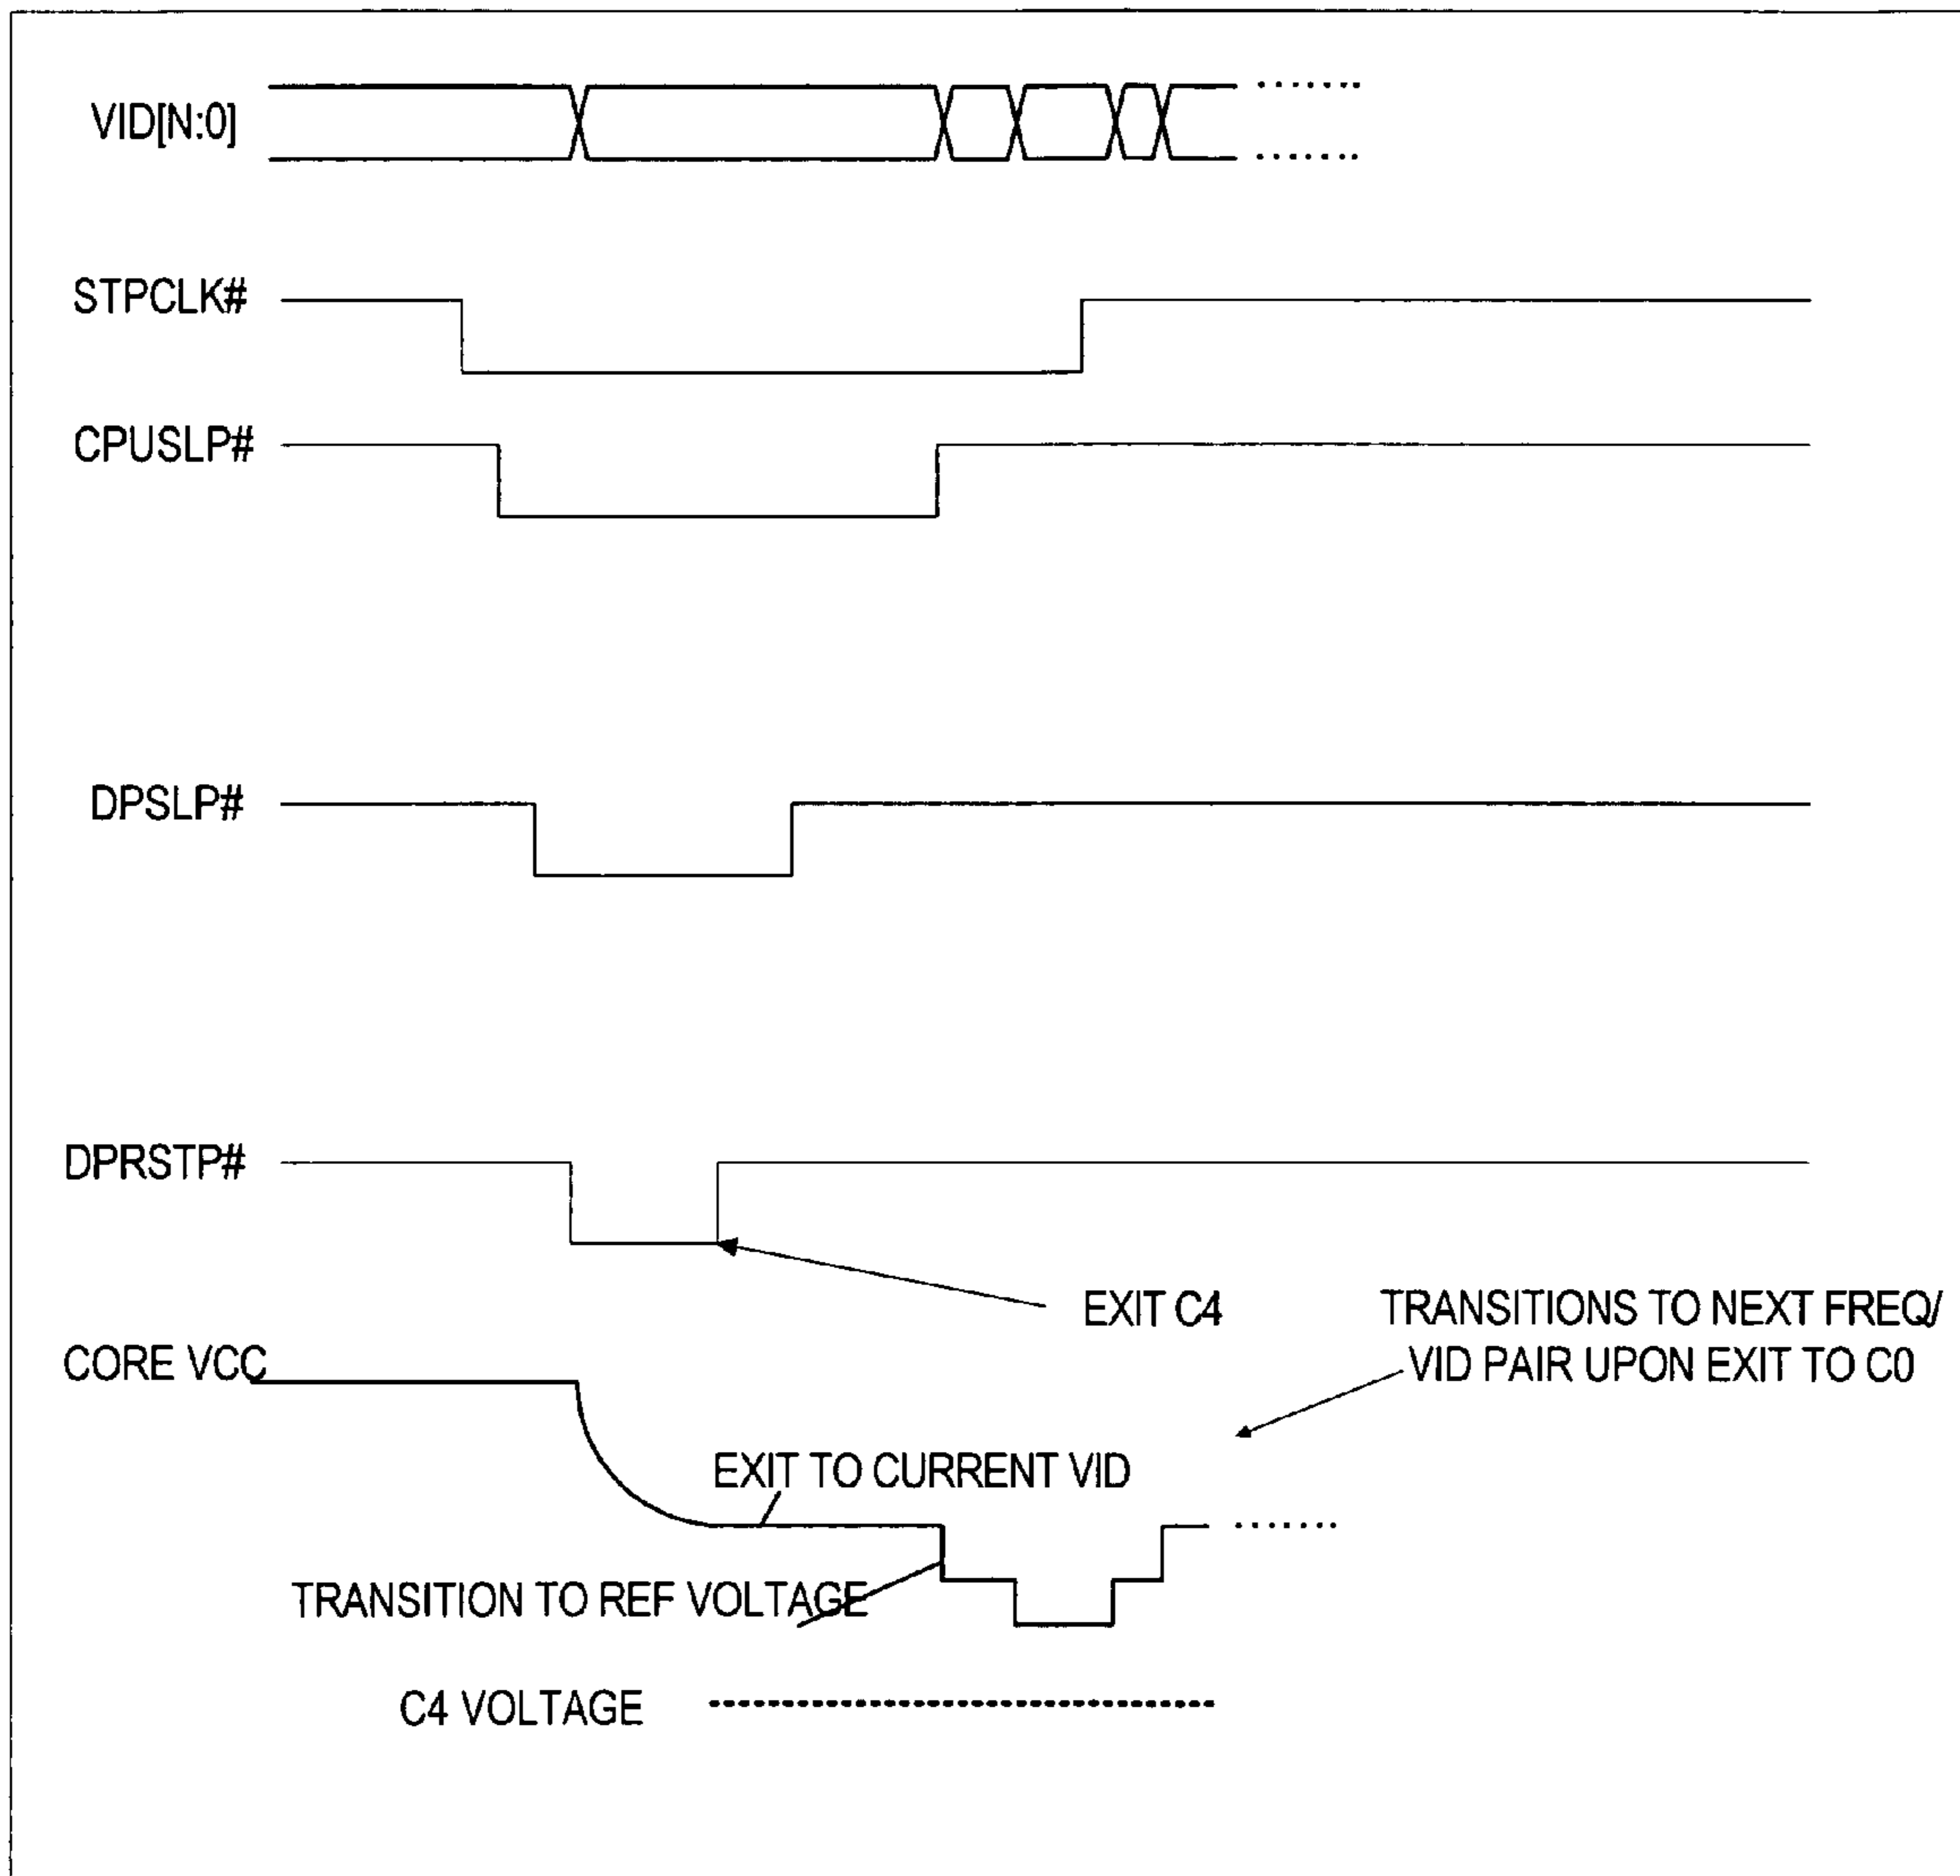 VID[N:0]
STPCLK#
CPUSLP#
DPSLP#
DPRSTP#
EXIT C4
TRANSITIONS TO NEXT FREQ/
VID PAIR UPON EXIT TO C0
CORE VCC
EXIT TO CURRENT VID
TRANSITION TO REF VOLTAGE
C4 VOLTAGE